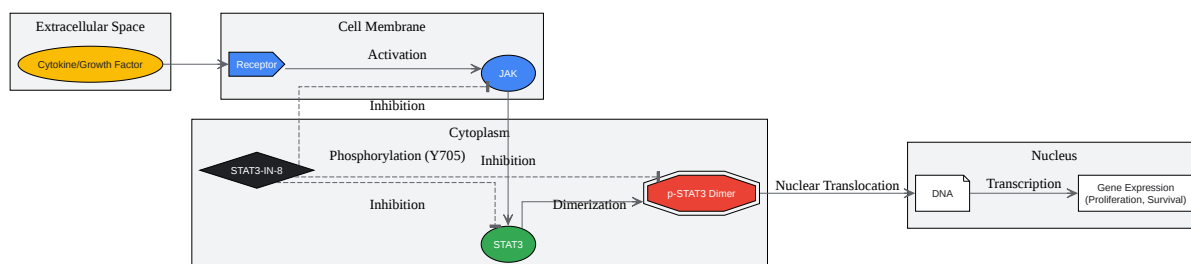 Extracellular Space
Cytokine/Growth Factor
Cell Membrane
Receptor
Activation
JAK
Inhibition
Cytoplasm
STAT3-IN-8
Phosphorylation (Y705)
Inhibition
Inhibition
STAT3
Dimerization
p-STAT3 Dimer
Nuclear Translocation
Nucleus
DNA
Transcription
Gene Expression
(Proliferation, Survival)